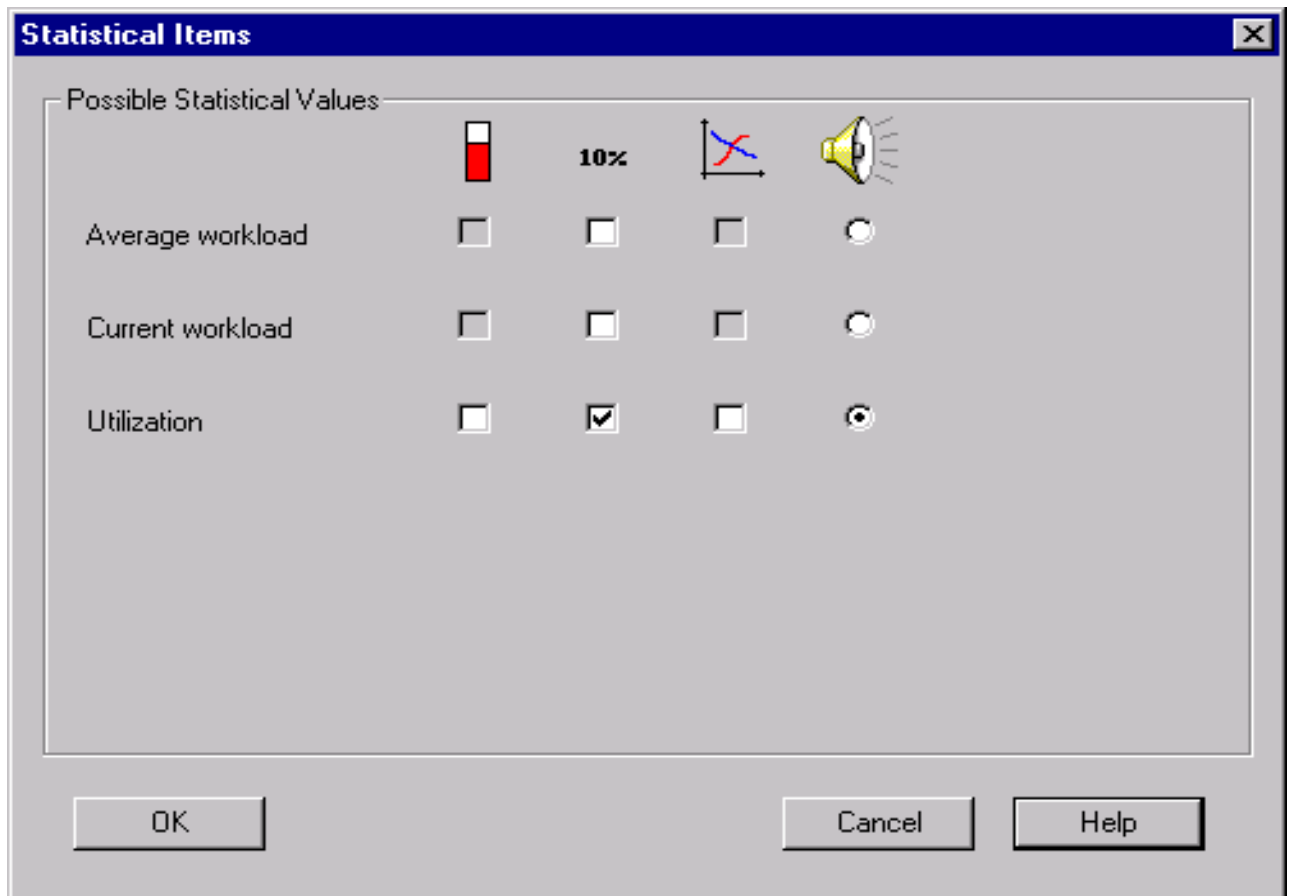 Statistical Items
Possible Statistical Values
10%
Average workload
Current workload
Utilization
OK Cancel Help